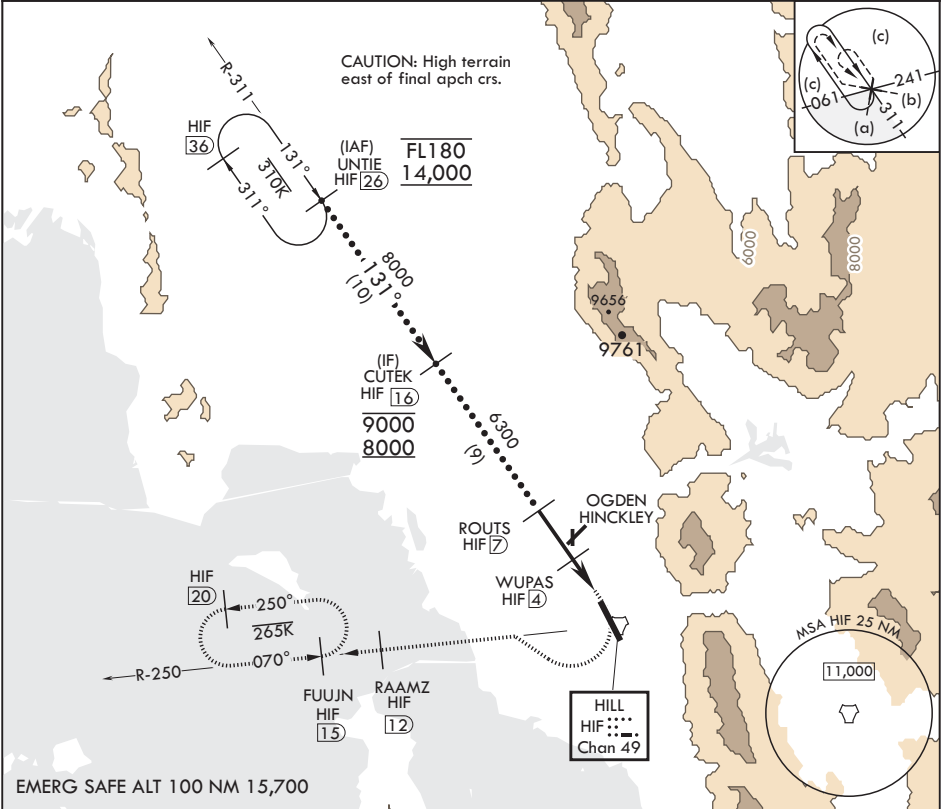 CAUTION: High terrain
east of final apch crs.
R-311
HIF
36
131°
310K
311°
(IAF)
UNTIE
HIF 26
FL180
14,000
(c)
(c)
061
241
(b)
311
(a)
8000
131°
(10)
6000
8000
9656
9761
(IF)
CUTEK
HIF 16
9000
8000
6300
(9)
OGDEN
HINCKLEY
ROUTS
HIF 7
WUPAS
HIF 4
HIF
20
250°
265K
070°
R-250
FUUJN
HIF
15
RAAMZ
HIF
12
HILL
HIF
Chan 49
MSA HIF 25 NM
11,000
EMERG SAFE ALT 100 NM 15,700